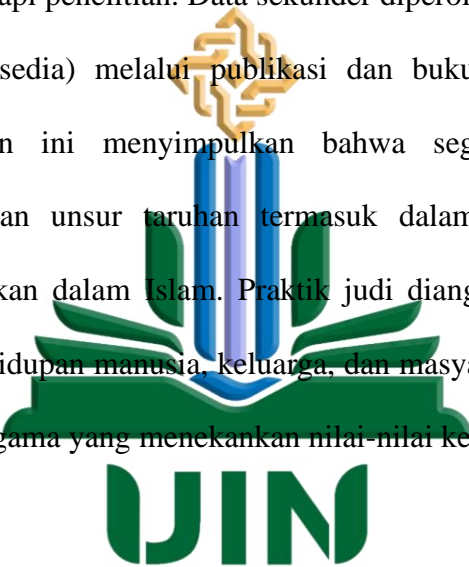 api penelitian. Data sekunder diperol
sedia) melalui publikasi dan buku
n ini menyimpulkan bahwa seg
an unsur taruhan termasuk dalam
kan dalam Islam. Praktik judi diang
idupan manusia, keluarga, dan masya
gama yang menekankan nilai-nilai ke
UIN